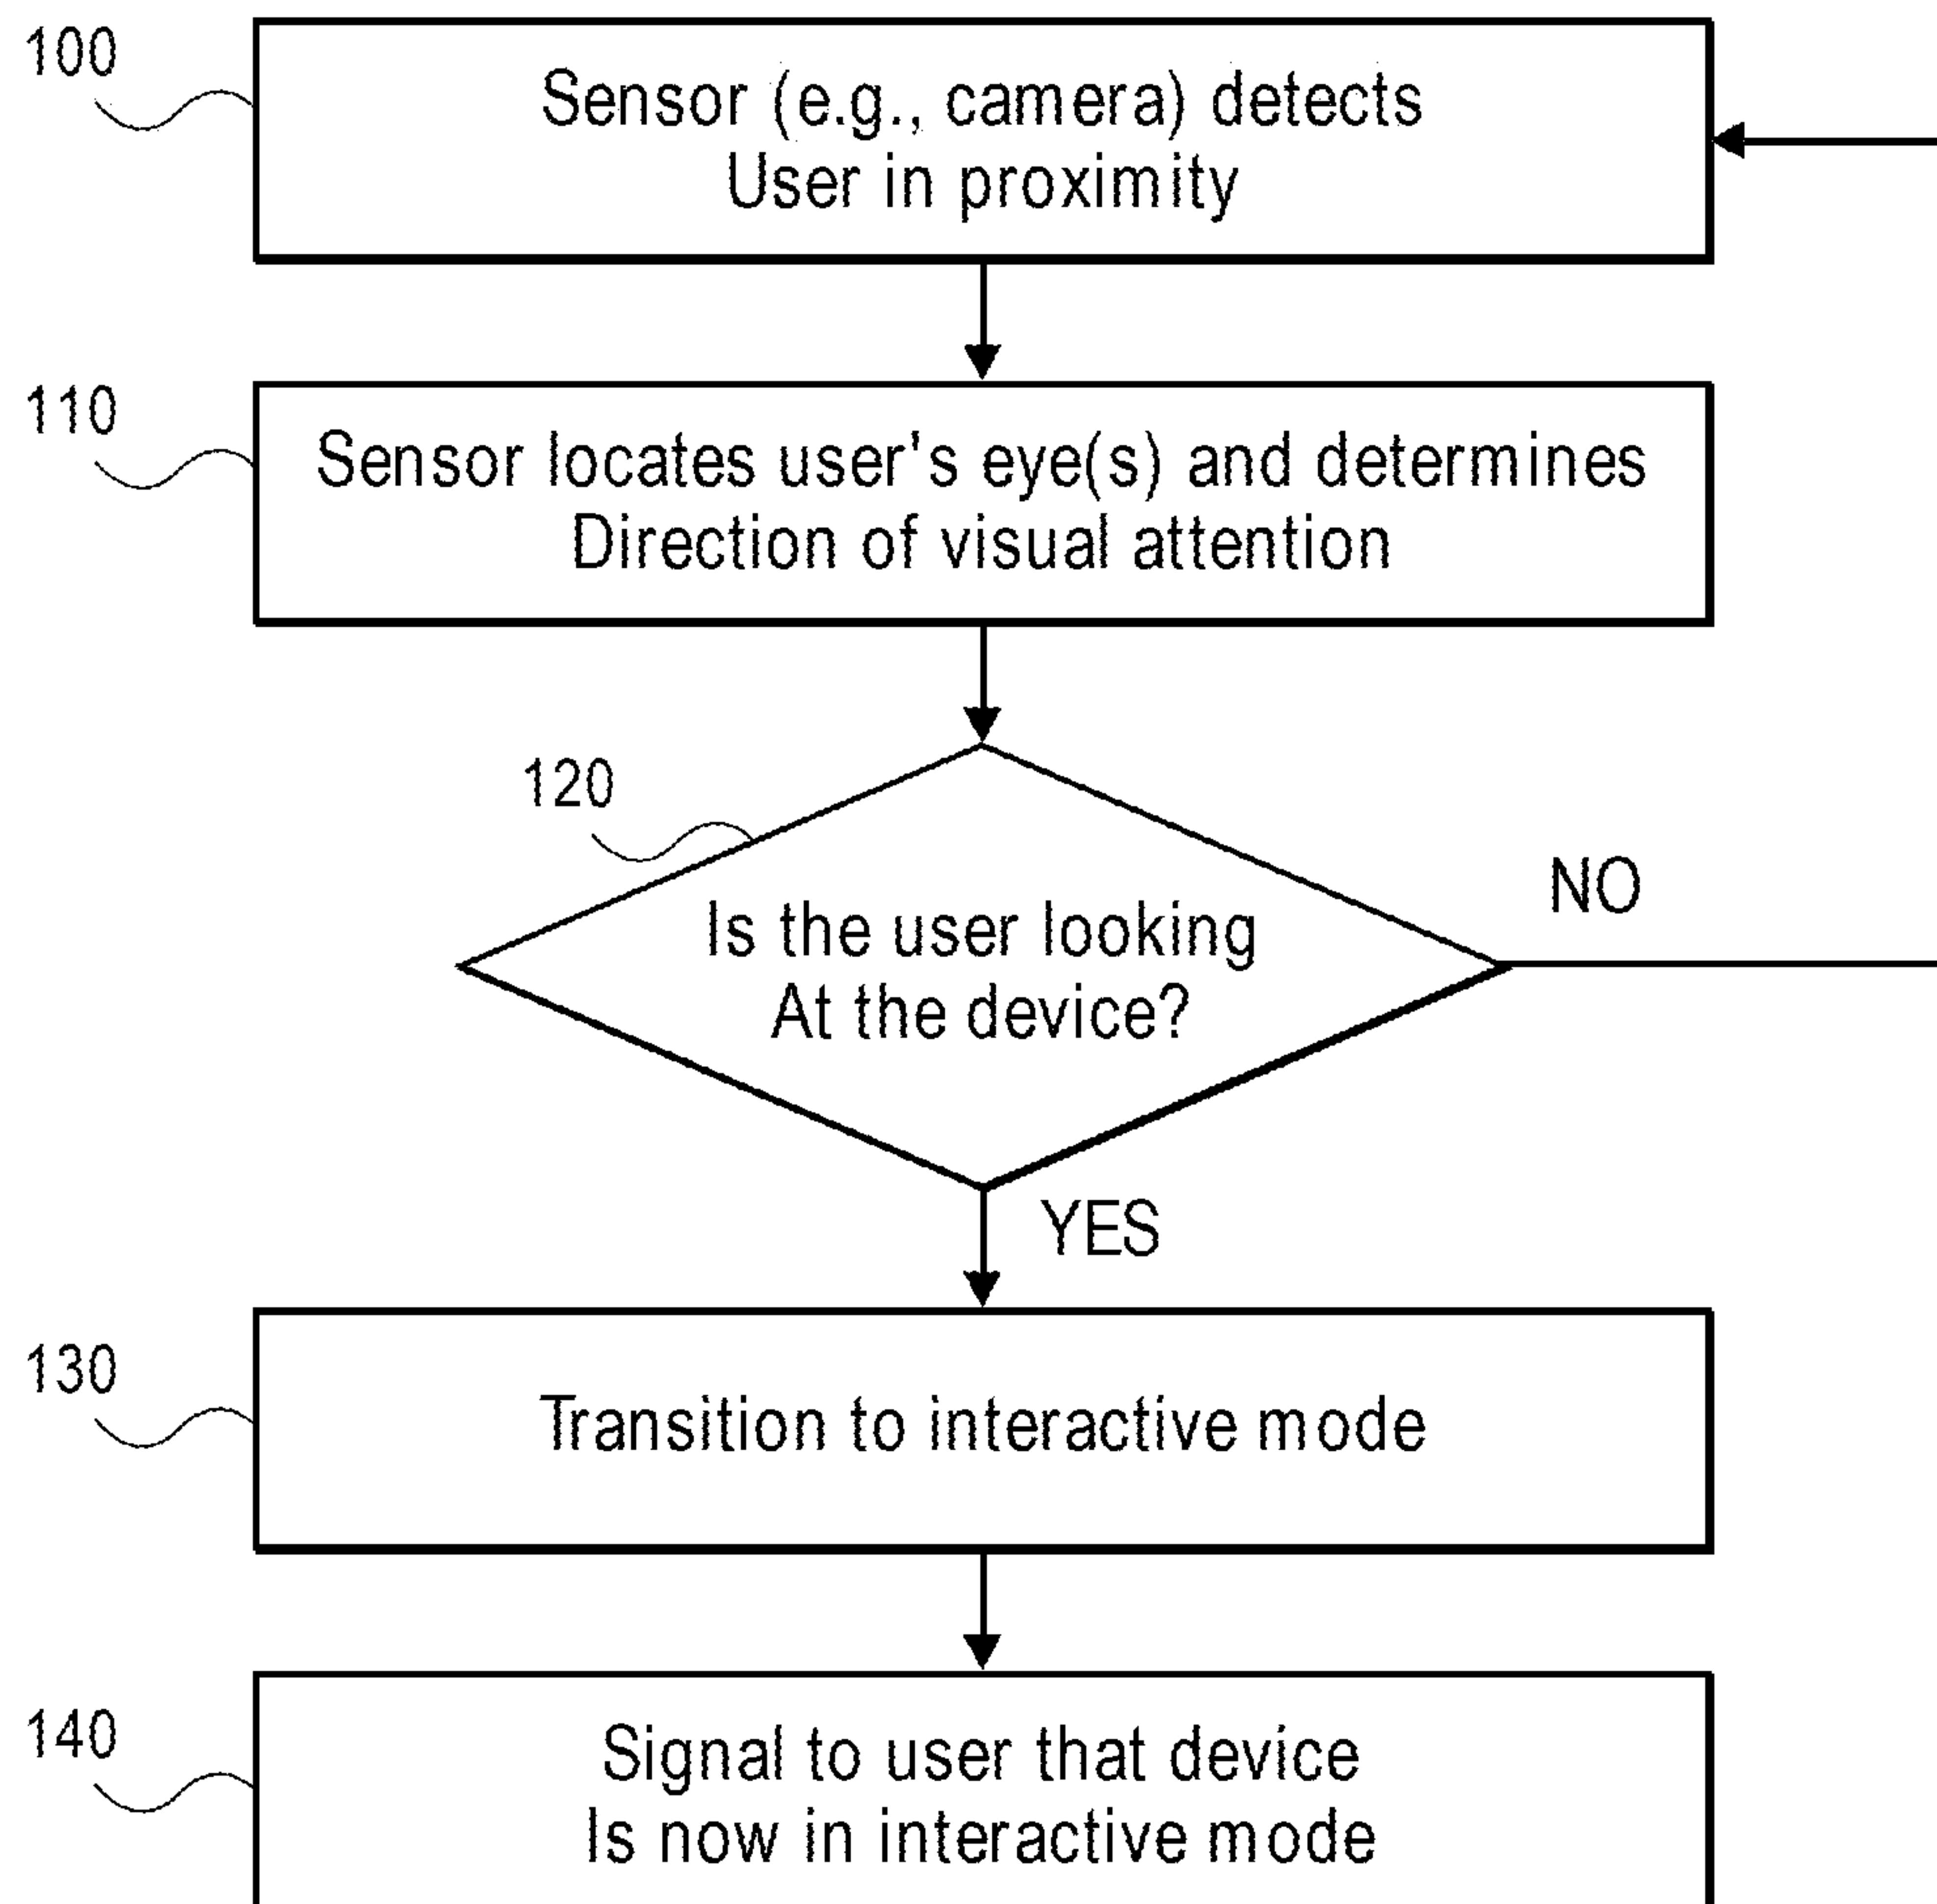 100
Sensor (e.g., camera) detects
User in proximity
110
Sensor locates user's eye(s) and determines
Direction of visual attention
120
Is the user looking
At the device?
NO
YES
130
Transition to interactive mode
140
Signal to user that device
Is now in interactive mode